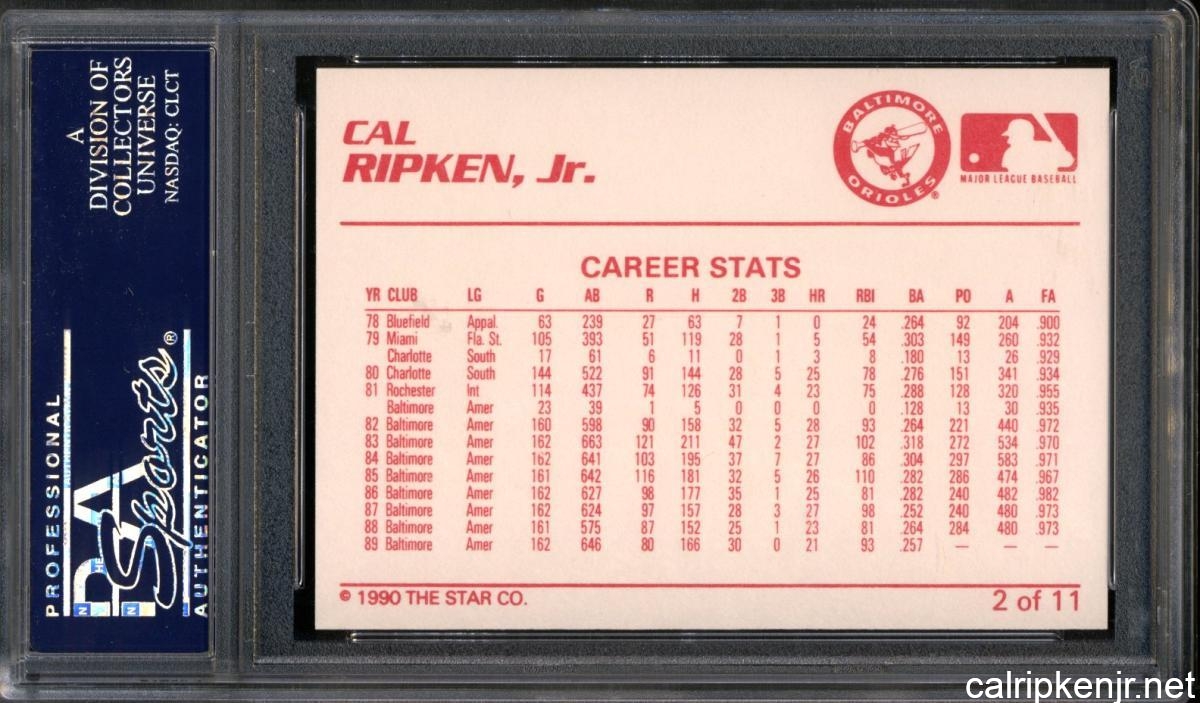 A
DIVISION OF
COLLECTORS
UNIVERSE
NASDAQ: CLCT
PROFESSIONAL
PSA
Sports®
AUTHENTICATOR
CAL
RIPKEN, Jr.
BALTIMORE
ORIOLES®
MAJOR LEAGUE BASEBALL
CAREER STATS
YR CLUB LG G AB R H 2B 3B HR RBI BA PO A FA
78 Bluefield Appal. 63 239 27 63 7 1 0 24 .264 92 204 .900
79 Miami Fla. St. 105 393 51 119 28 1 5 54 .303 149 260 .932
Charlotte South 17 61 6 11 0 1 3 8 .180 13 26 .929
80 Charlotte South 144 522 91 144 28 5 25 78 .276 151 341 .934
81 Rochester Int 114 437 74 126 31 4 23 75 .288 128 320 .955
Baltimore Amer 23 39 1 5 0 0 0 0 .128 13 30 .935
82 Baltimore Amer 160 598 90 158 32 5 28 93 .264 221 440 .972
83 Baltimore Amer 162 663 121 211 47 2 27 102 .318 272 534 .970
84 Baltimore Amer 162 641 103 195 37 7 27 86 .304 297 583 .971
85 Baltimore Amer 161 642 116 181 32 5 26 110 .282 286 474 .967
86 Baltimore Amer 162 627 98 177 35 1 25 81 .282 240 482 .982
87 Baltimore Amer 162 624 97 157 28 3 27 98 .252 240 480 .973
88 Baltimore Amer 161 575 87 152 25 1 23 81 .264 284 480 .973
89 Baltimore Amer 162 646 80 166 30 0 21 93 .257 — — —
© 1990 THE STAR CO.
2 of 11
calripkenjr.net